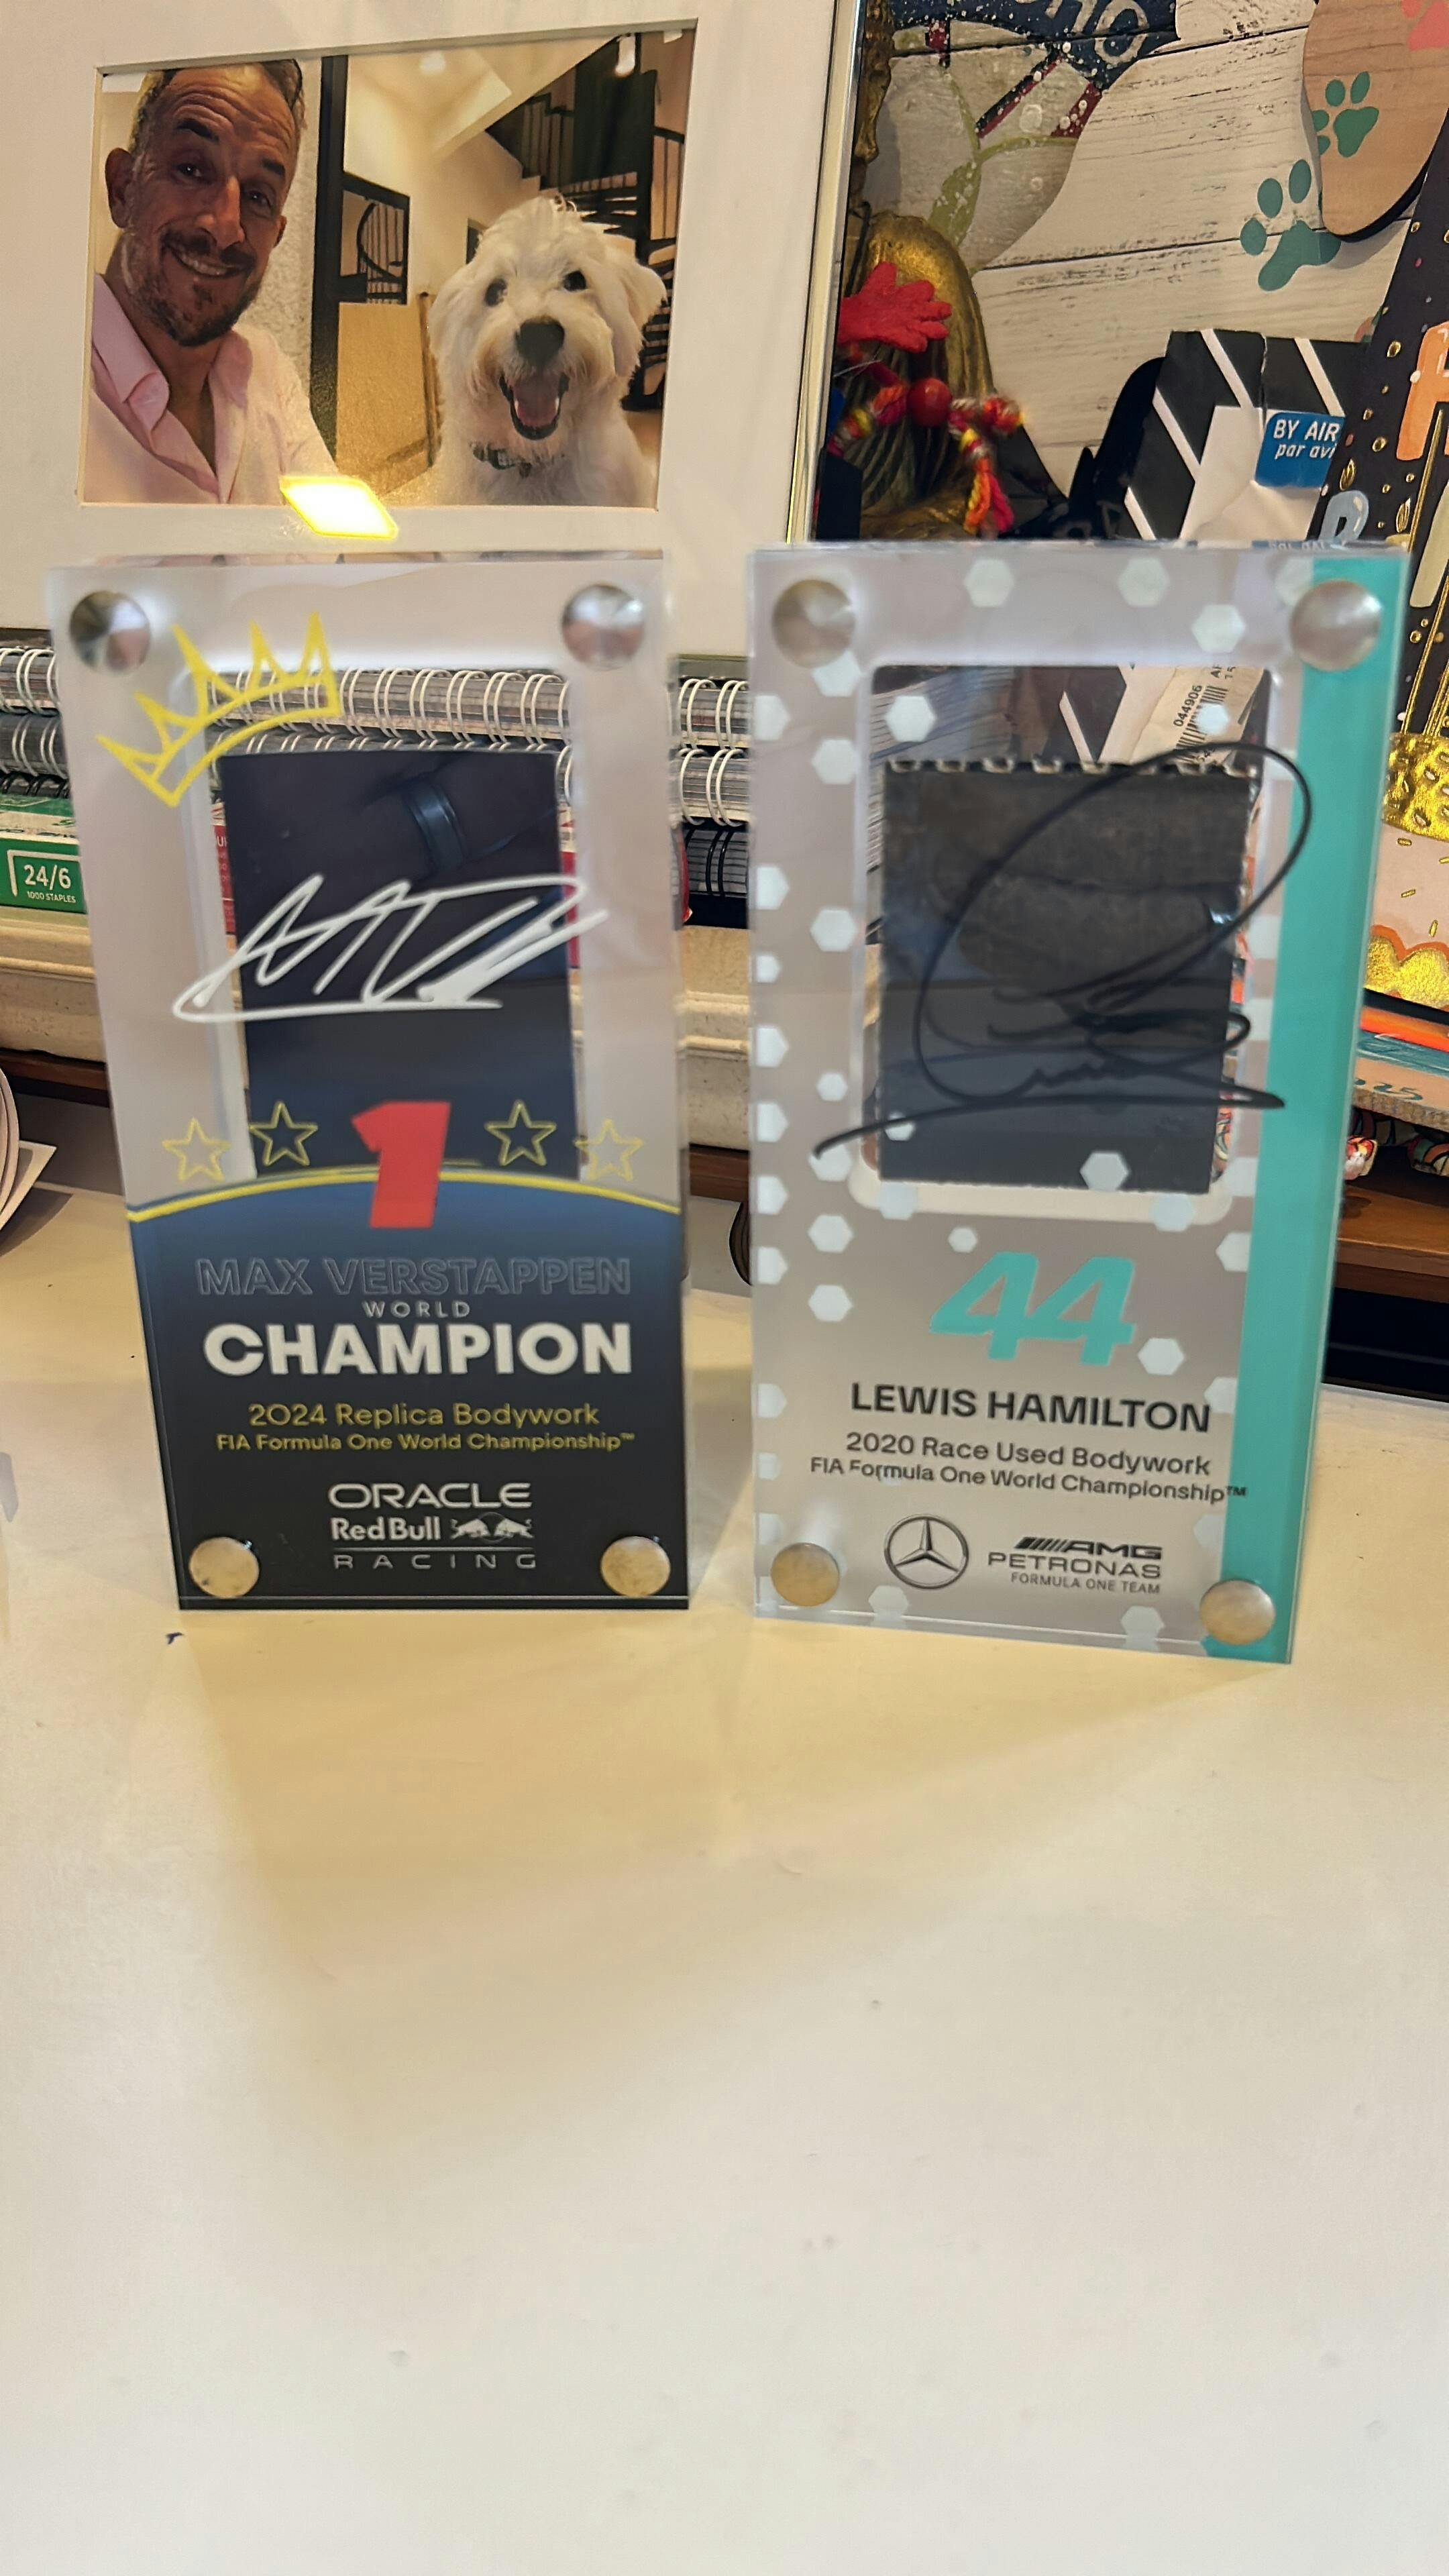 BY AIR
par avi
044906
24/6
1000 STAPLES
1
MAX VERSTAPPEN
WORLD
CHAMPION
2024 Replica Bodywork
FIA Formula One World Championship™
ORACLE
Red Bull
RACING
44
LEWIS HAMILTON
2020 Race Used Bodywork
FIA Formula One World Championship™
AMG
PETRONAS
FORMULA ONE TEAM